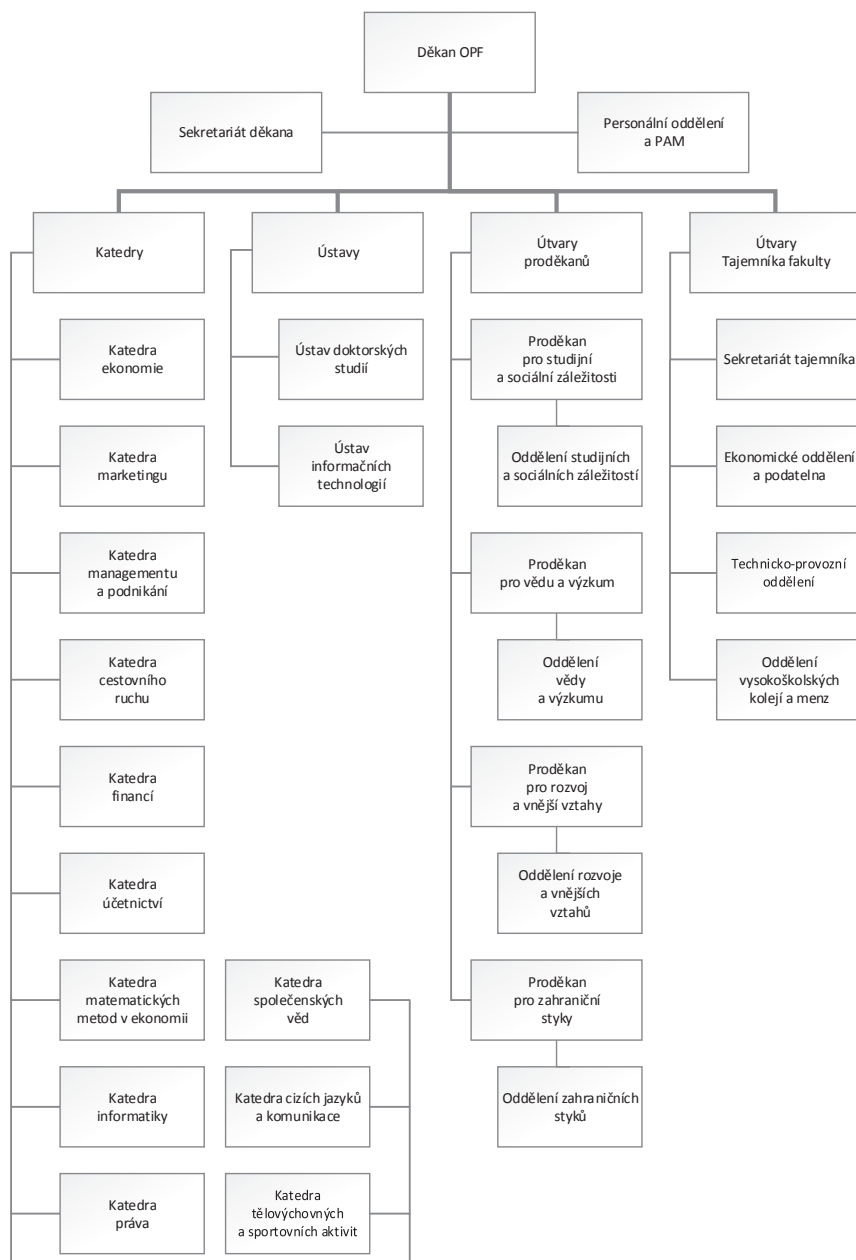 Děkan OPF
Sekretariát děkana
Personální oddělení
a PAM
Katedry
Ústavy
Útvary
proděkanů
Útvary
Tajemníka fakulty
Katedra
ekonomie
Katedra
marketingu
Katedra
managementu
a podnikání
Katedra
cestovního
ruchu
Katedra
financí
Katedra
účetnictví
Katedra
matematických
metod v ekonomii
Katedra
informatiky
Katedra
práva
Katedra
společenských
věd
Katedra cizích jazyků
a komunikace
Katedra
tělovýchovných
a sportovních aktivit
Ústav doktorských
studií
Ústav
informačních
technologií
Proděkan
pro studijní
a sociální záležitosti
Oddělení studijních
a sociálních záležitostí
Proděkan
pro vědu a výzkum
Oddělení
vědy
a výzkumu
Proděkan
pro rozvoj
a vnější vztahy
Oddělení rozvoje
a vnějších
vztahů
Proděkan
pro zahraniční
styky
Oddělení zahraničních
styků
Sekretariát tajemníka
Ekonomické oddělení
a podatelna
Technicko-provozní
oddělení
Oddělení
vysokoškolských
kolejí a menz